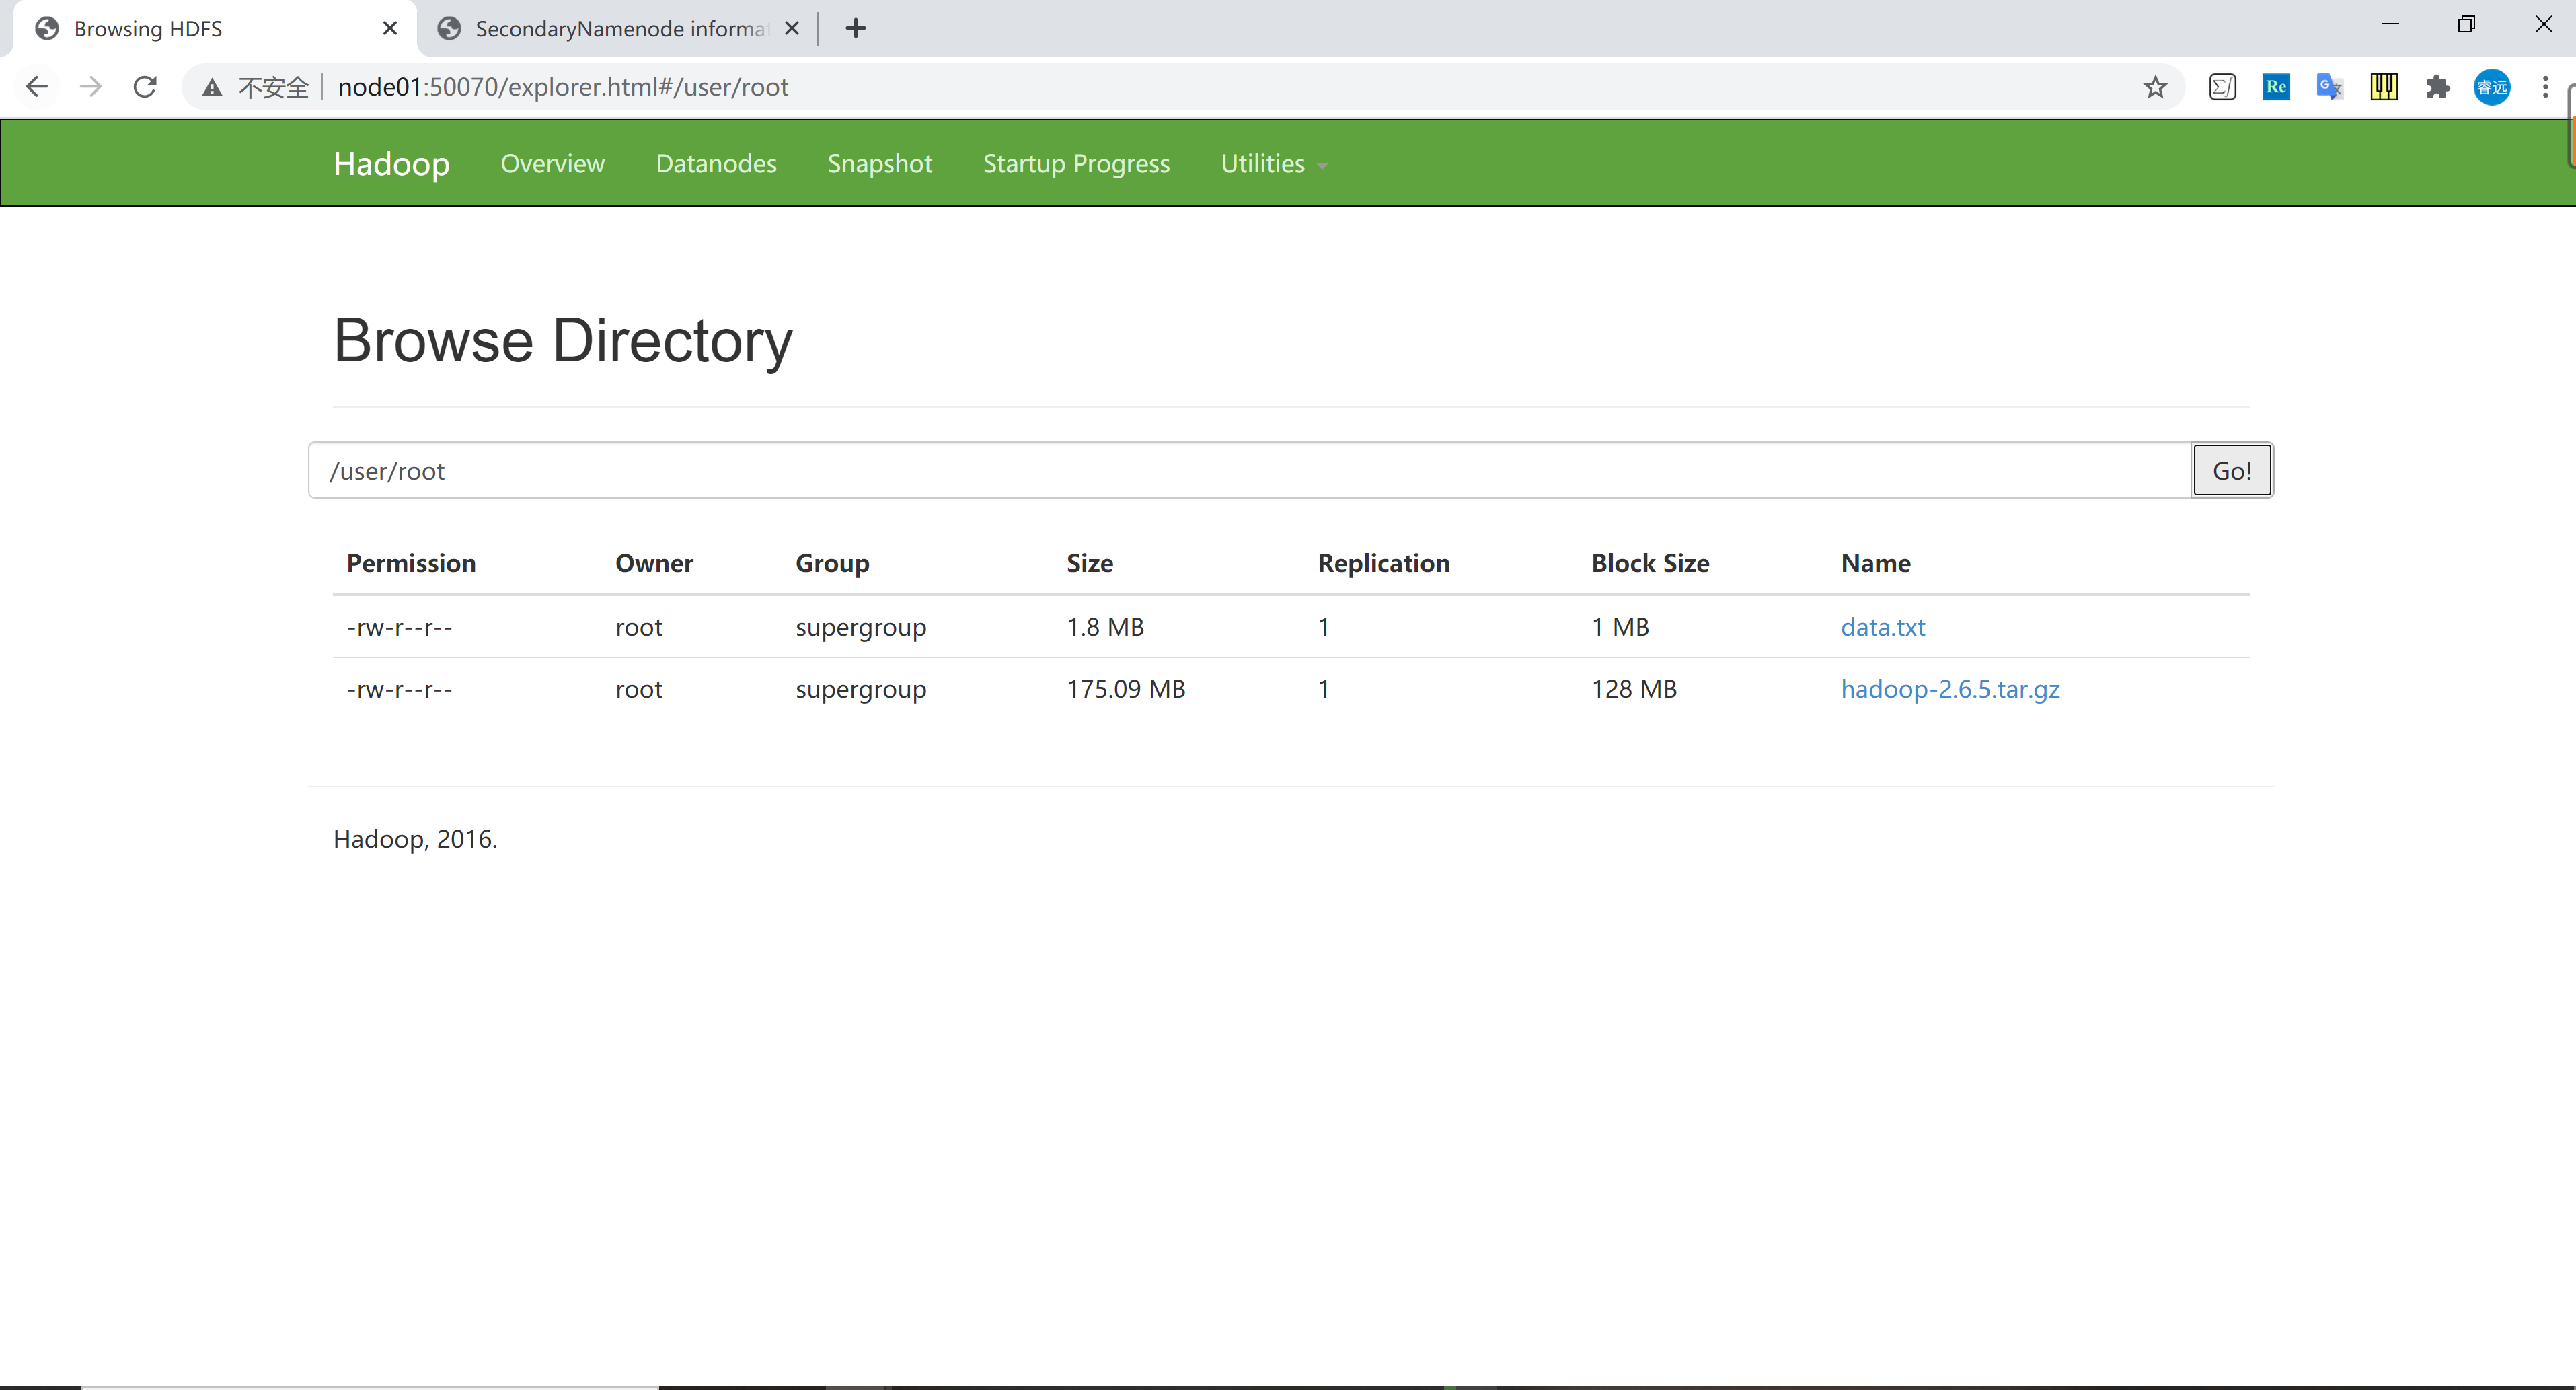 Browsing HDFS SecondaryNamenode informa
不安全 node01:50070/explorer.html#/user/root Re 睿远
Hadoop Overview Datanodes Snapshot Startup Progress Utilities
Browse Directory
/user/root Go!
Permission Owner Group Size Replication Block Size Name
-rw-r--r-- root supergroup 1.8 MB 1 1 MB data.txt
-rw-r--r-- root supergroup 175.09 MB 1 128 MB hadoop-2.6.5.tar.gz
Hadoop, 2016.